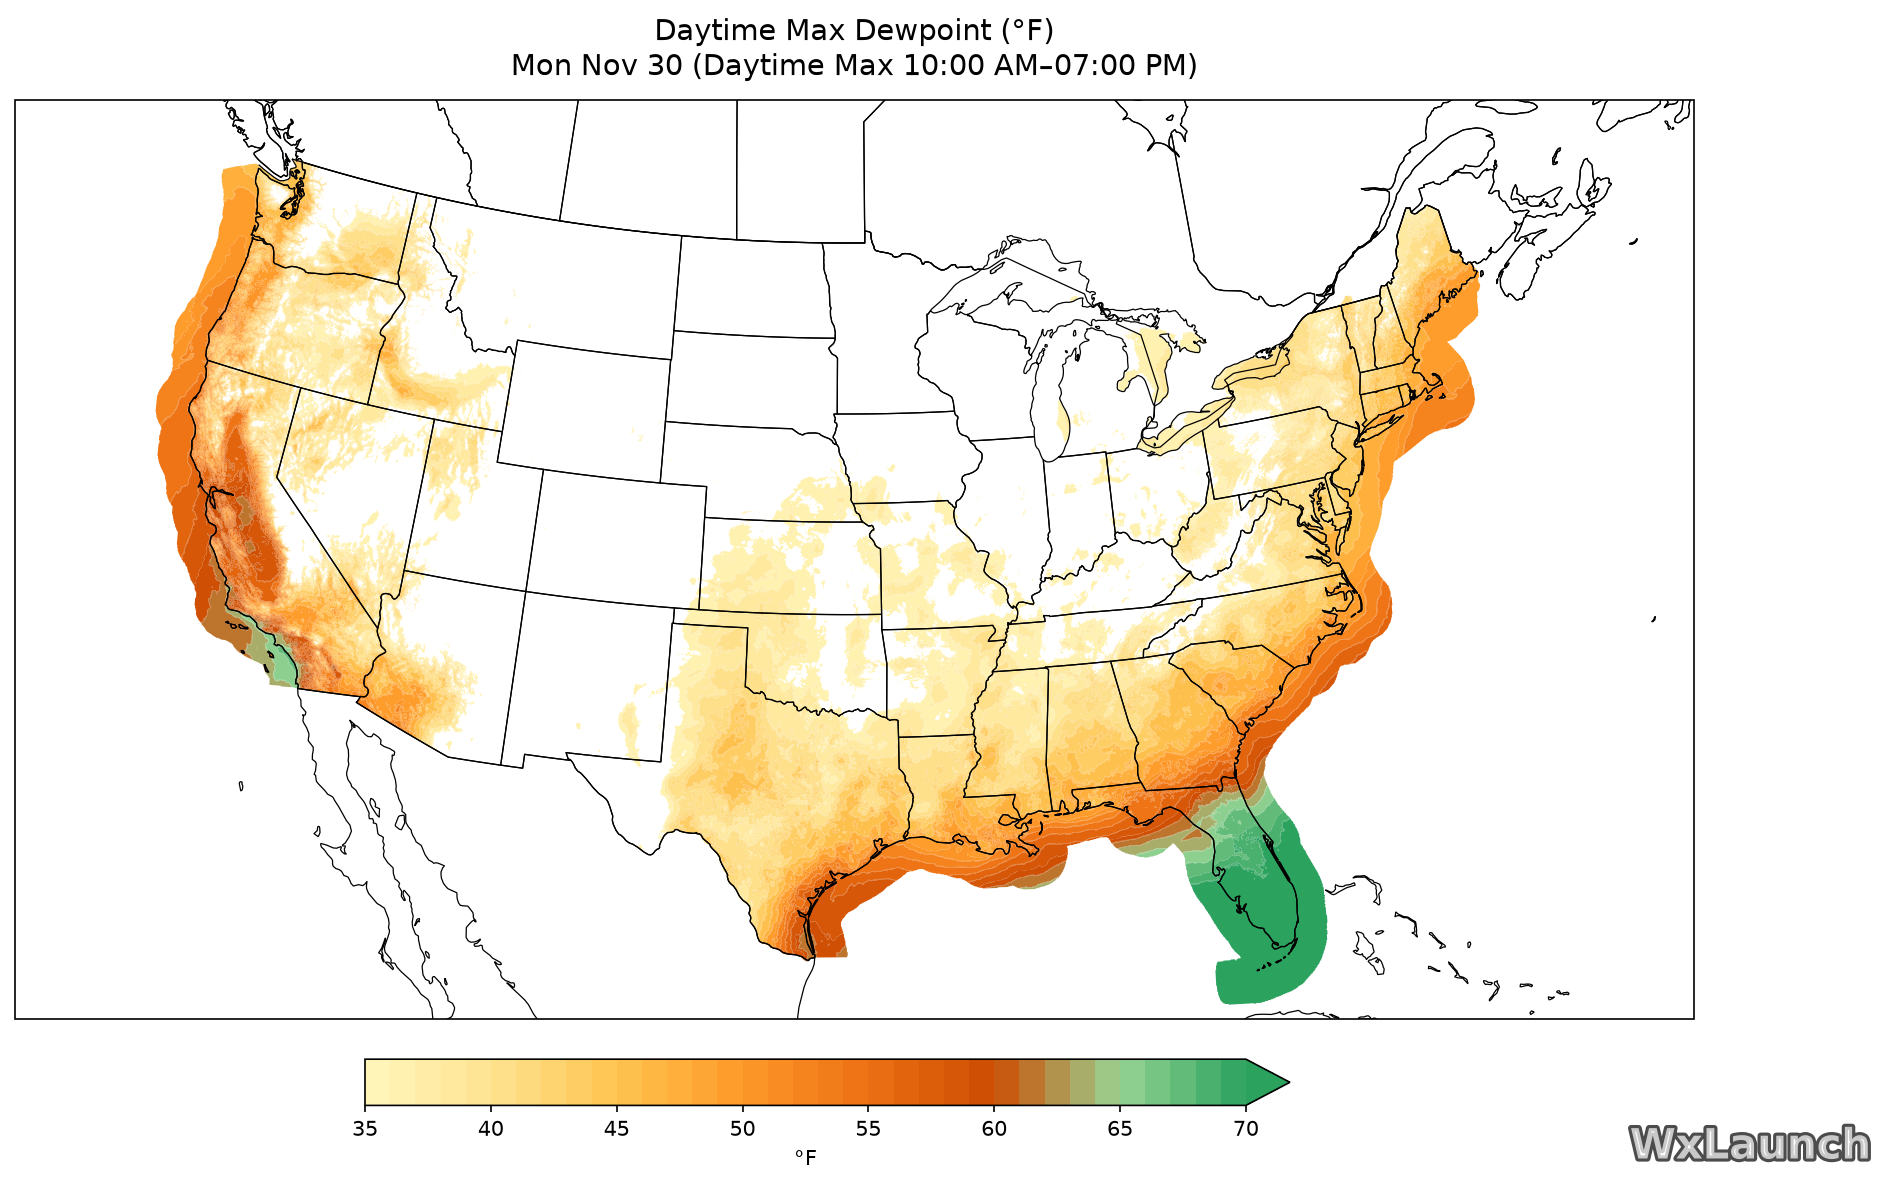 Daytime Max Dewpoint (°F)
Mon Nov 30 (Daytime Max 10:00 AM–07:00 PM)
35 40 45 50 55 60 65 70
°F
WxLaunch